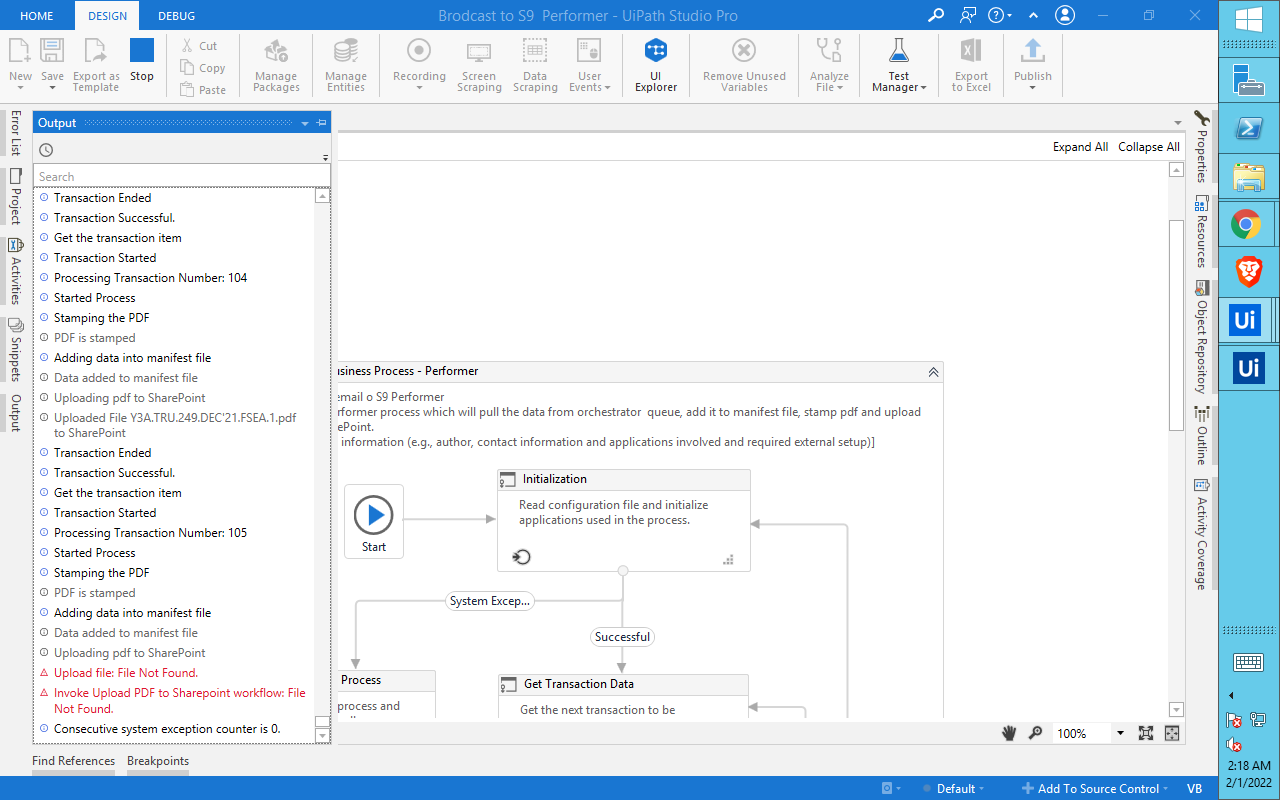 HOME DESIGN DEBUG Brodcast to S9 Performer - UiPath Studio Pro
New Save Export as Template Stop Cut Copy Paste Manage Packages Manage Entities Recording Screen Scraping Data Scraping User Events UI Explorer Remove Unused Variables Analyze File Test Manager Export to Excel Publish
Error List
Project
Activities
Snippets
Output
Output
Search
Transaction Ended
Transaction Successful.
Get the transaction item
Transaction Started
Processing Transaction Number: 104
Started Process
Stamping the PDF
PDF is stamped
Adding data into manifest file
Data added to manifest file
Uploading pdf to SharePoint
Uploaded File Y3A.TRU.249.DEC'21.FSEA.1.pdf
to SharePoint
Transaction Ended
Transaction Successful.
Get the transaction item
Transaction Started
Processing Transaction Number: 105
Started Process
Stamping the PDF
PDF is stamped
Adding data into manifest file
Data added to manifest file
Uploading pdf to SharePoint
Upload file: File Not Found.
Invoke Upload PDF to Sharepoint workflow: File
Not Found.
Consecutive system exception counter is 0.
Find References Breakpoints
Expand All Collapse All
usiness Process - Performer
email o S9 Performer
rformer process which will pull the data from orchestrator queue, add it to manifest file, stamp pdf and upload
ePoint.
information (e.g., author, contact information and applications involved and required external setup)]
Start
Initialization
Read configuration file and initialize
applications used in the process.
System Excep...
Successful
Process
process and
Get Transaction Data
Get the next transaction to be
100%
Properties
Resources
Object Repository
Outline
Activity Coverage
Default Add To Source Control VB
Ui
Ui
2:18 AM
2/1/2022